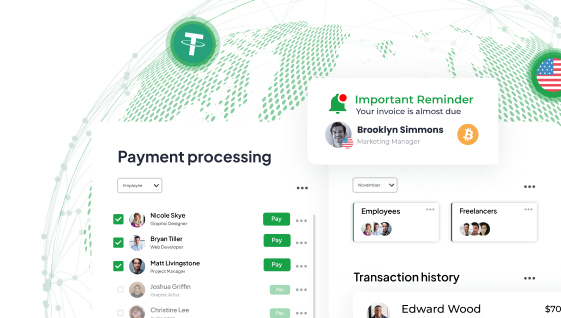 Important Reminder
Your invoice is almost due
Brooklyn Simmons
Marketing Manager
Payment processing
Employee
Nicole Skye
Graphic Designer
Pay
Bryan Tiller
Web Developer
Pay
Matt Livingstone
Project Manager
Pay
Joshua Griffin
Graphic Artist
Pay
Christine Lee
Pay
November
Employees
Freelancers
Transaction history
Edward Wood
$70